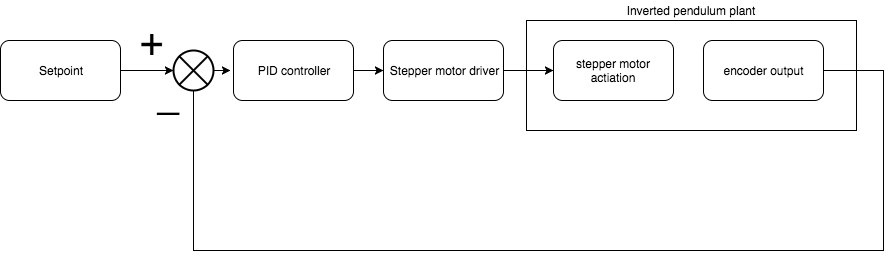 Inverted pendulum plant
+
Setpoint
PID controller
Stepper motor driver
stepper motor
actiation
encoder output
−